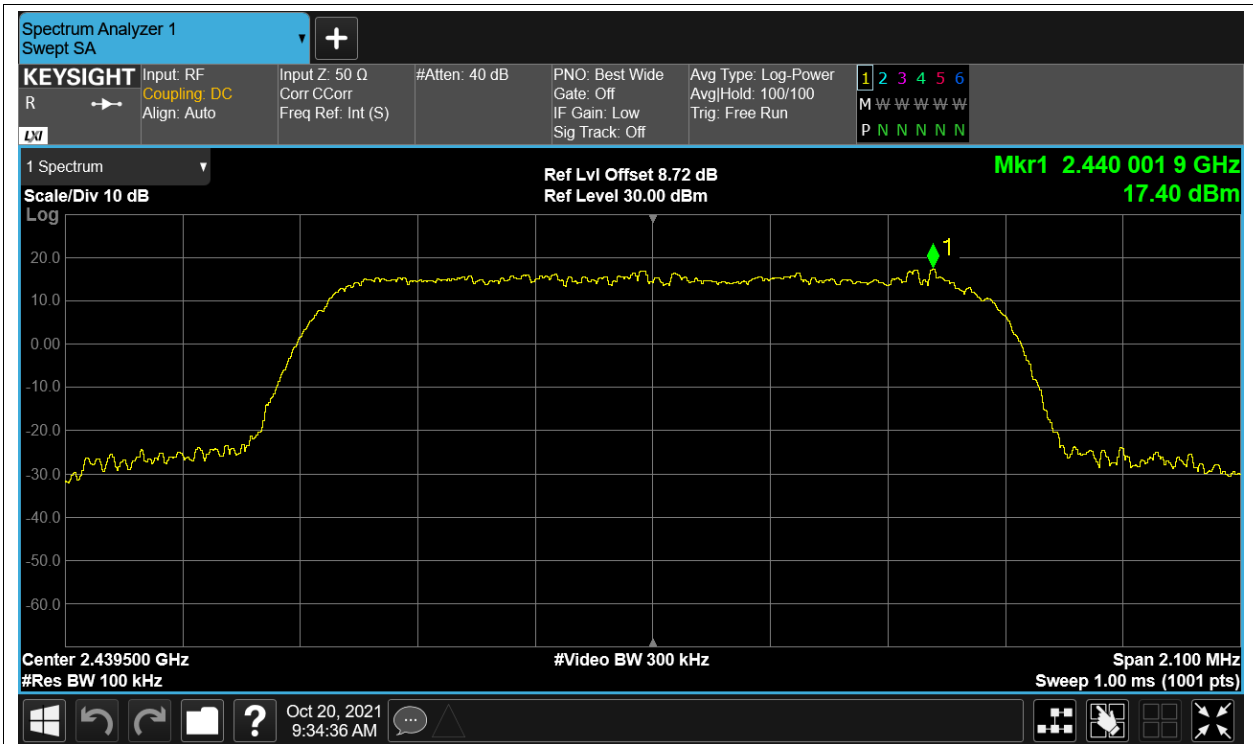 Spectrum Analyzer 1
Swept SA
KEYSIGHT
R
LXI
Input: RF
Coupling: DC
Align: Auto
Input Z: 50 Ω
Corr CCorr
Freq Ref: Int (S)
#Atten: 40 dB
PNO: Best Wide
Gate: Off
IF Gain: Low
Sig Track: Off
Avg Type: Log-Power
Avg|Hold: 100/100
Trig: Free Run
1 2 3 4 5 6
M W W W W W
P N N N N N
1 Spectrum
Scale/Div 10 dB
Log
Ref Lvl Offset 8.72 dB
Ref Level 30.00 dBm
Mkr1 2.440 001 9 GHz
17.40 dBm
1
20.0
10.0
0.00
-10.0
-20.0
-30.0
-40.0
-50.0
-60.0
Center 2.439500 GHz
#Res BW 100 kHz
#Video BW 300 kHz
Span 2.100 MHz
Sweep 1.00 ms (1001 pts)
?
Oct 20, 2021
9:34:36 AM